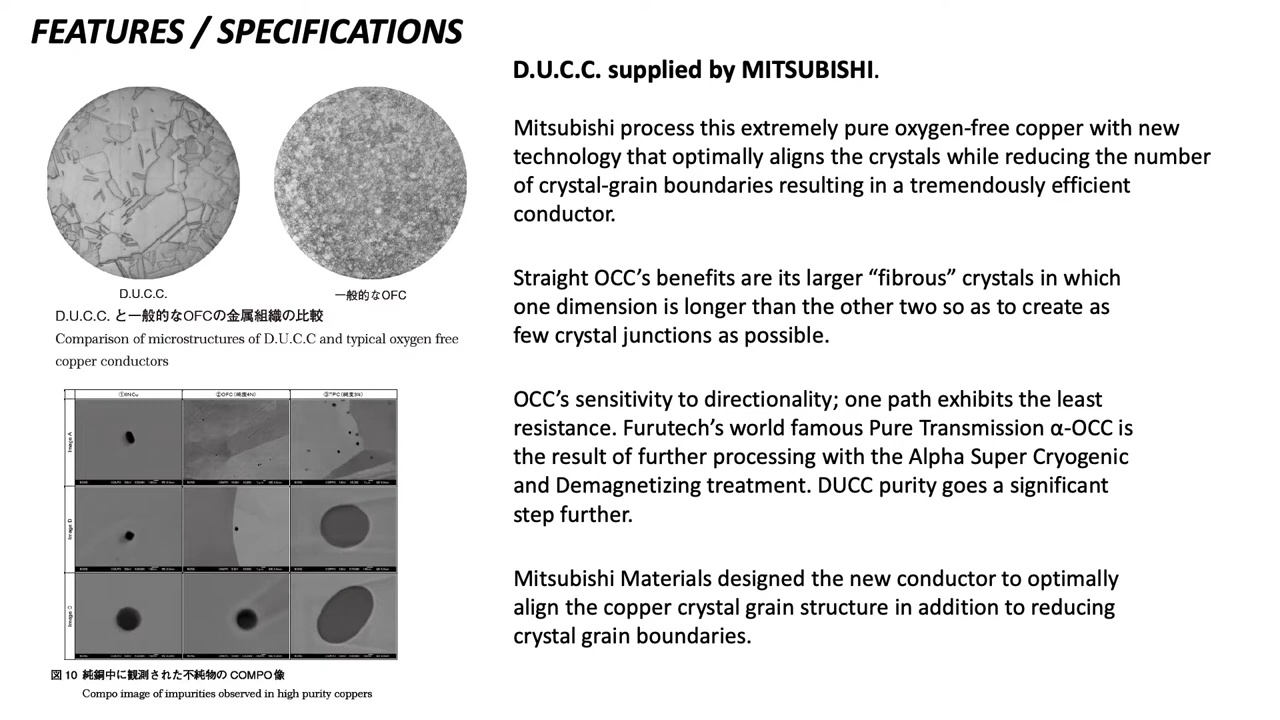 FEATURES / SPECIFICATIONS
D.U.C.C. supplied by MITSUBISHI.
Mitsubishi process this extremely pure oxygen-free copper with new
technology that optimally aligns the crystals while reducing the number
of crystal-grain boundaries resulting in a tremendously efficient
conductor.
Straight OCC’s benefits are its larger “fibrous” crystals in which
one dimension is longer than the other two so as to create as
few crystal junctions as possible.
OCC’s sensitivity to directionality; one path exhibits the least
resistance. Furutech’s world famous Pure Transmission α-OCC is
the result of further processing with the Alpha Super Cryogenic
and Demagnetizing treatment. DUCC purity goes a significant
step further.
Mitsubishi Materials designed the new conductor to optimally
align the copper crystal grain structure in addition to reducing
crystal grain boundaries.
D.U.C.C.
一般的なOFC
D.U.C.C. と一般的なOFCの金属組織の比較
Comparison of microstructures of D.U.C.C and typical oxygen free
copper conductors
②OFC(純度4N)
Image A
Image C
図 10 純銅中に観測された不純物の COMPO 像
Compo image of impurities observed in high purity coppers